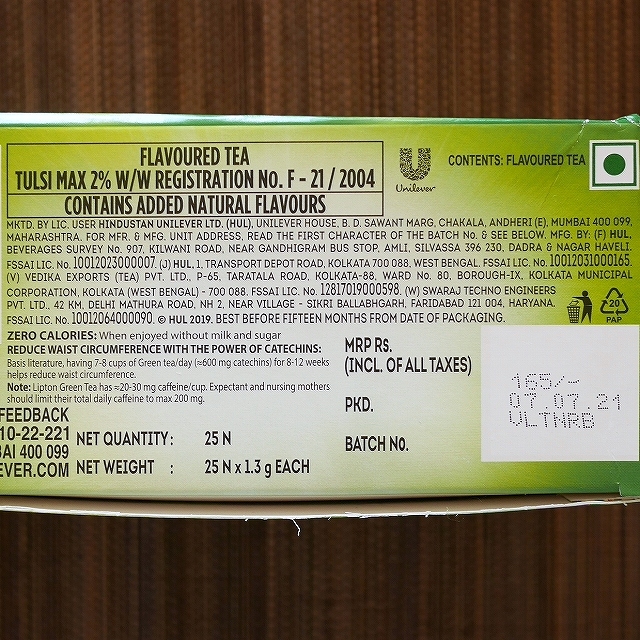 FLAVOURED TEA
TULSI MAX 2% W/W REGISTRATION No. F - 21 / 2004
CONTAINS ADDED NATURAL FLAVOURS
Unilever
CONTENTS: FLAVOURED TEA
MKTD. BY LIC. USER HINDUSTAN UNILEVER LTD. (HUL), UNILEVER HOUSE, B. D. SAWANT MARG, CHAKALA, ANDHERI (E), MUMBAI 400 099,
MAHARASHTRA. FOR MFR. & MFG. UNIT ADDRESS, READ THE FIRST CHARACTER OF THE BATCH No. & SEE BELOW. MFG. BY: (F) HUL,
BEVERAGES SURVEY No. 907, KILWANI ROAD, NEAR GANDHIGRAM BUS STOP, AMLI, SILVASSA 396 230, DADRA & NAGAR HAVELI.
FSSAI LIC. No. 10012023000007. (J) HUL, 1, TRANSPORT DEPOT ROAD, KOLKATA 700 088, WEST BENGAL. FSSAI LIC. No. 10012031000165.
(V) VEDIKA EXPORTS (TEA) PVT. LTD., P-65, TARATALA ROAD, KOLKATA-88, WARD No. 80, BOROUGH-IX, KOLKATA MUNICIPAL
CORPORATION, KOLKATA (WEST BENGAL) - 700 088. FSSAI LIC. No. 12817019000598. (W) SWARAJ TECHNO ENGINEERS
PVT. LTD., 42 KM, DELHI MATHURA ROAD, NH 2, NEAR VILLAGE - SIKRI BALLABHGARH, FARIDABAD 121 004, HARYANA.
FSSAI LIC. No. 10012064000090. © HUL 2019. BEST BEFORE FIFTEEN MONTHS FROM DATE OF PACKAGING.
20
PAP
ZERO CALORIES: When enjoyed without milk and sugar
REDUCE WAIST CIRCUMFERENCE WITH THE POWER OF CATECHINS:
Basis literature, having 7-8 cups of Green tea/day (≈600 mg catechins) for 8-12 weeks
helps reduce waist circumference.
Note: Lipton Green Tea has ≈20-30 mg caffeine/cup. Expectant and nursing mothers
should limit their total daily caffeine to max 200 mg.
FEEDBACK
10-22-221
BAI 400 099
EVER.COM
NET QUANTITY : 25 N
NET WEIGHT : 25 N x 1.3 g EACH
MRP RS.
(INCL. OF ALL TAXES)
PKD.
BATCH No.
165/-
07.07.21
VLTNRB